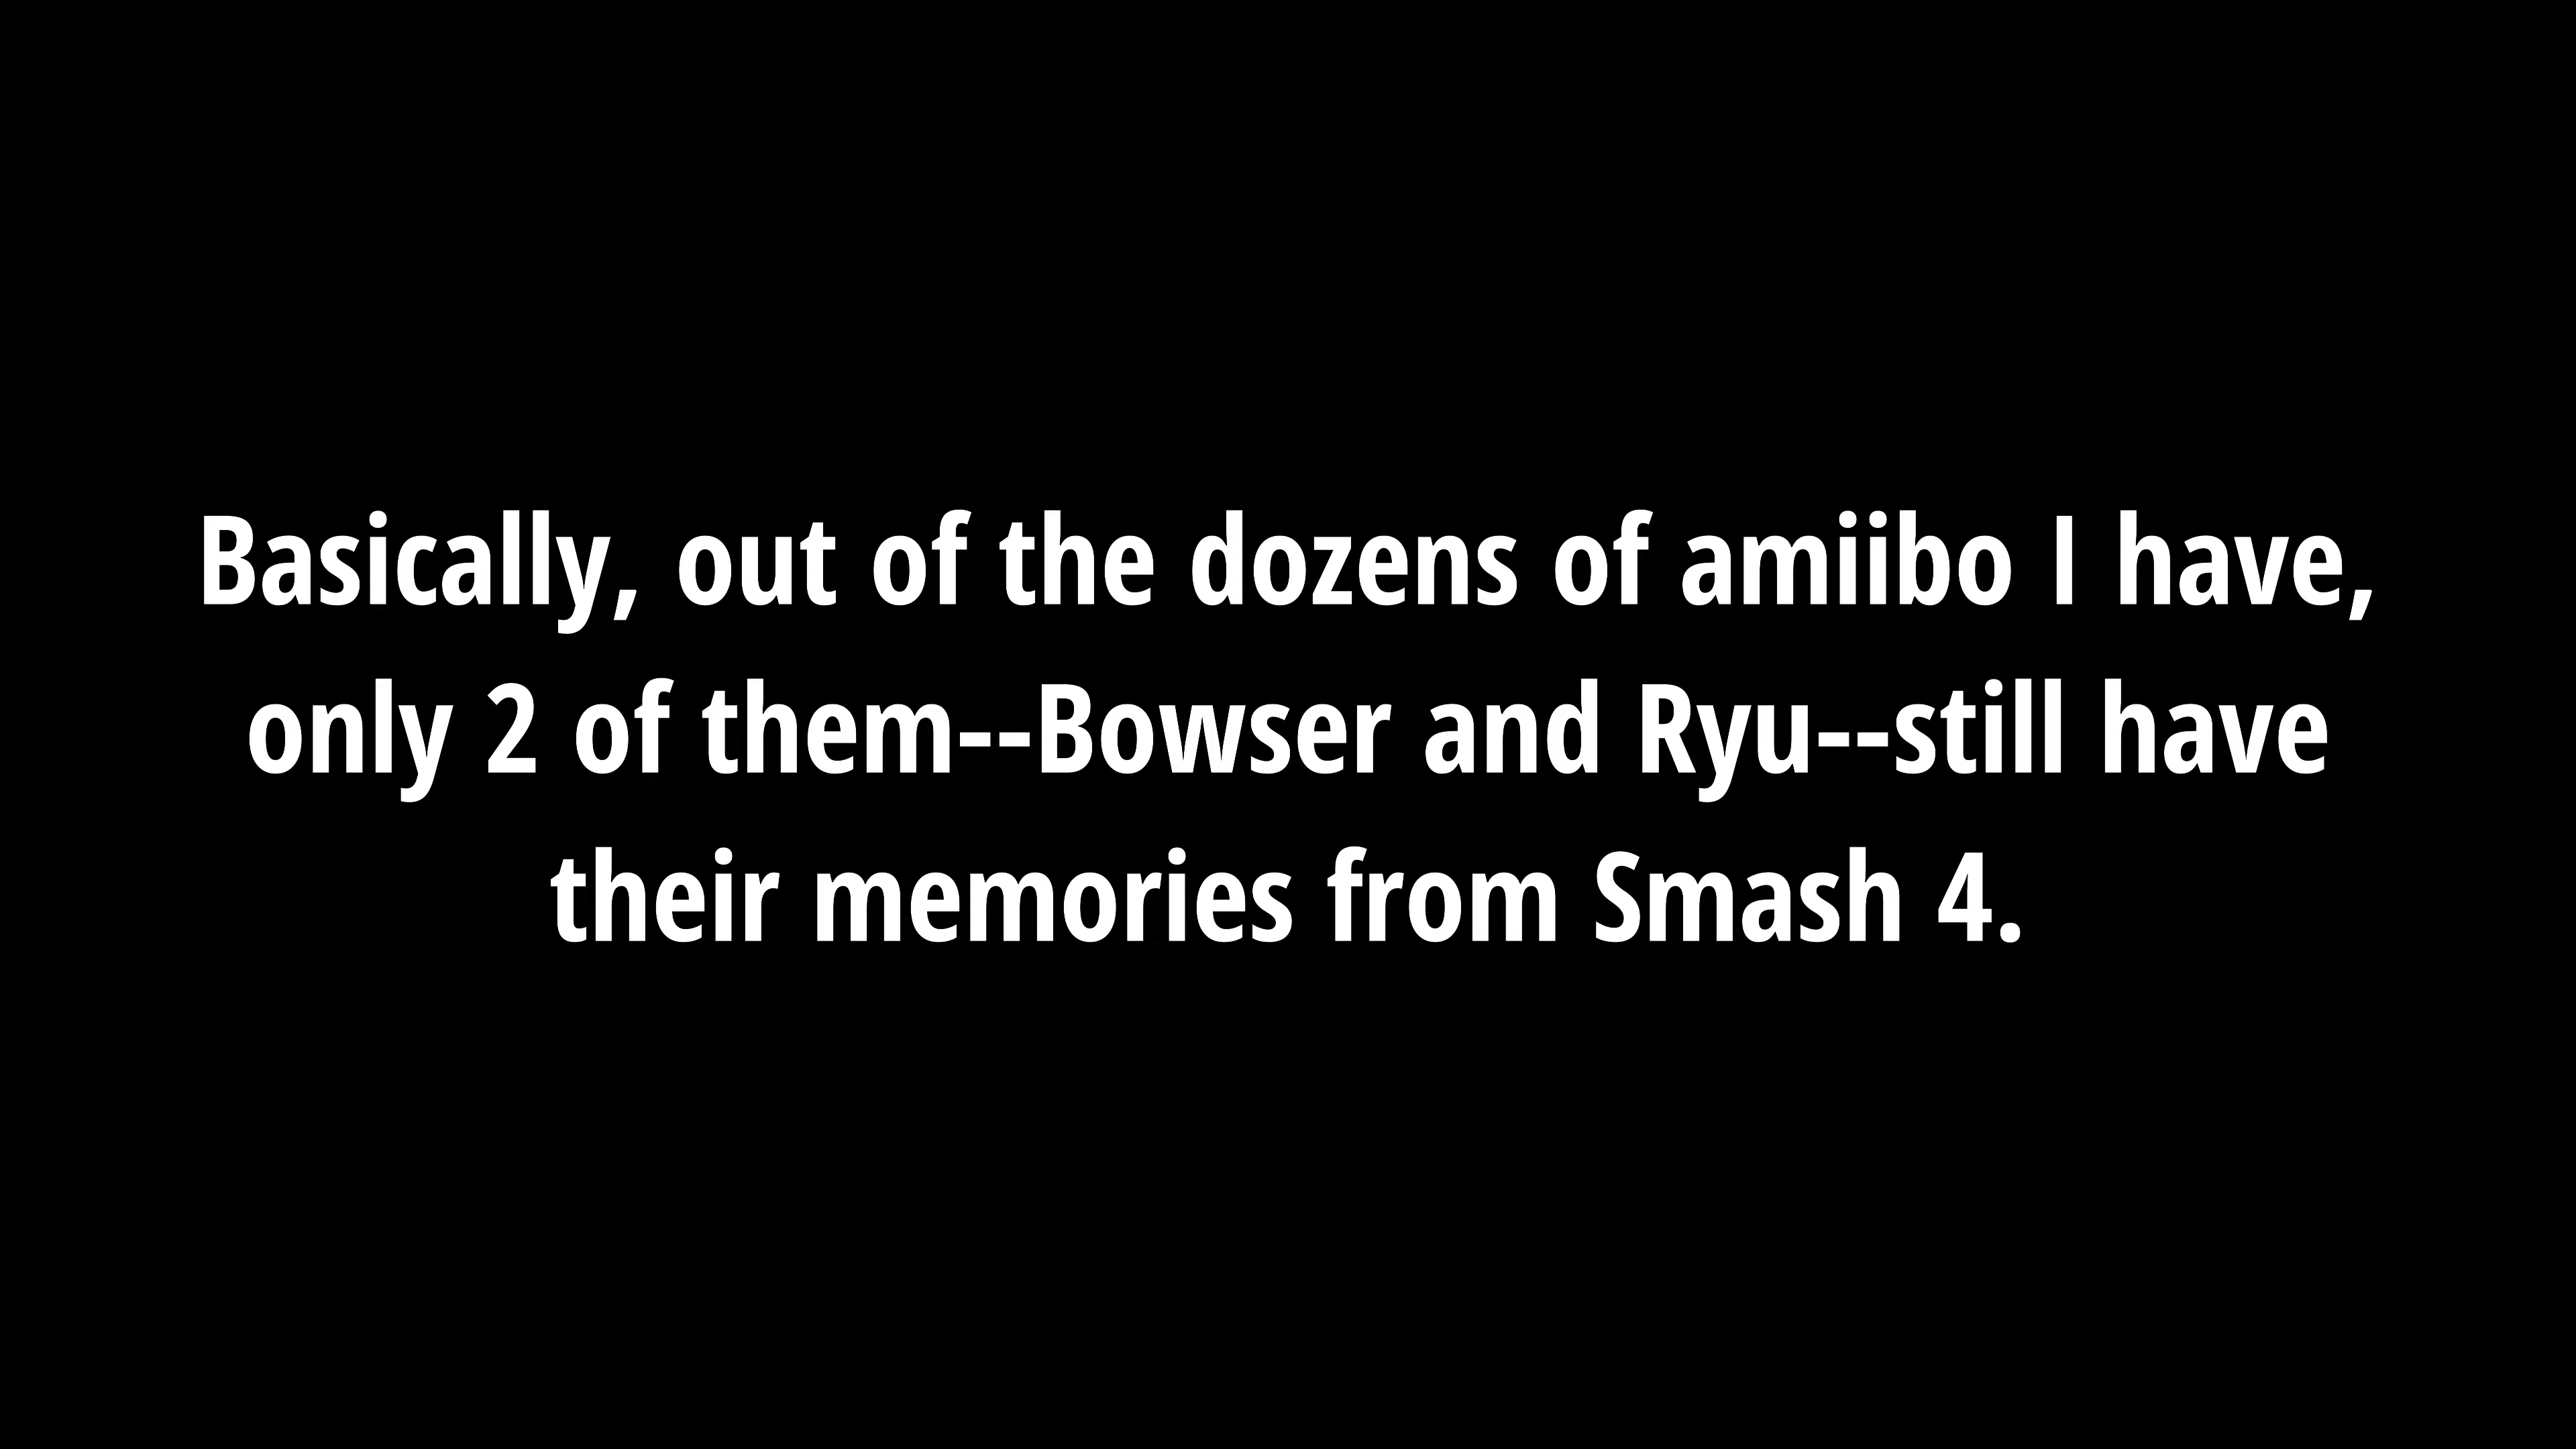 Basically, out of the dozens of amiibo I have,
only 2 of them--Bowser and Ryu--still have
their memories from Smash 4.